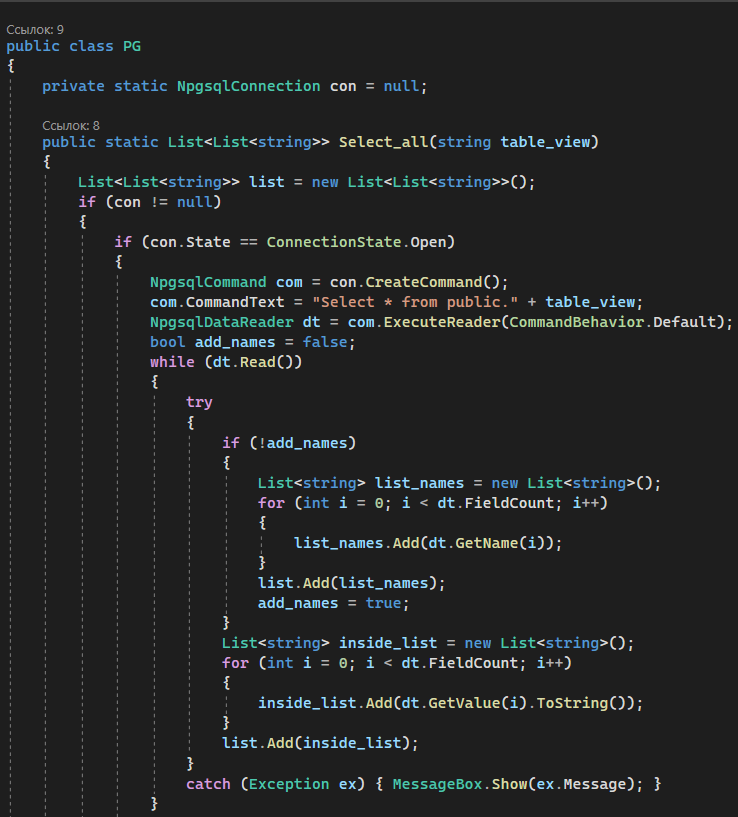 Ссылок: 9
public class PG
{
private static NpgsqlConnection con = null;
Ссылок: 8
public static List<List<string>> Select_all(string table_view)
{
List<List<string>> list = new List<List<string>>();
if (con != null)
{
if (con.State == ConnectionState.Open)
{
NpgsqlCommand com = con.CreateCommand();
com.CommandText = "Select * from public." + table_view;
NpgsqlDataReader dt = com.ExecuteReader(CommandBehavior.Default);
bool add_names = false;
while (dt.Read())
{
try
{
if (!add_names)
{
List<string> list_names = new List<string>();
for (int i = 0; i < dt.FieldCount; i++)
{
list_names.Add(dt.GetName(i));
}
list.Add(list_names);
add_names = true;
}
List<string> inside_list = new List<string>();
for (int i = 0; i < dt.FieldCount; i++)
{
inside_list.Add(dt.GetValue(i).ToString());
}
list.Add(inside_list);
}
catch (Exception ex) { MessageBox.Show(ex.Message); }
}